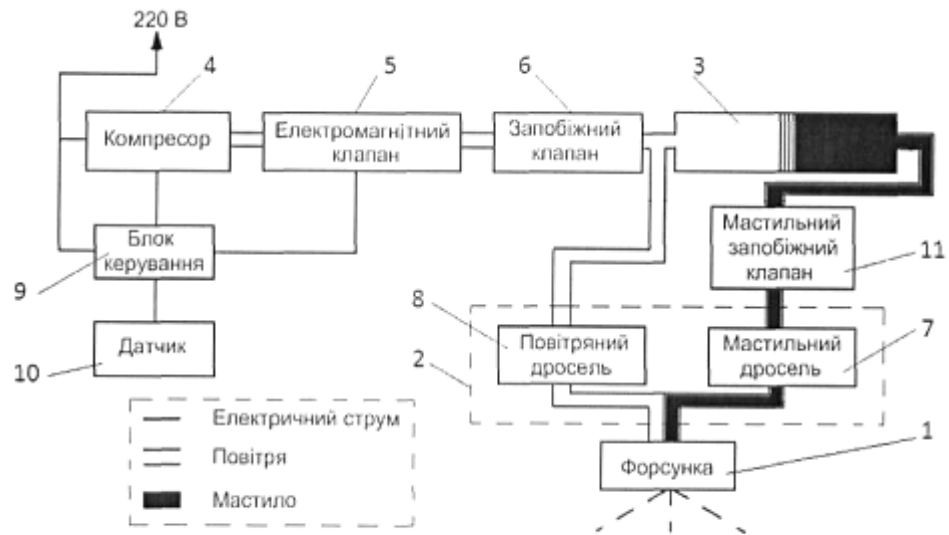 220 В
4
5
6
3
Компресор
Електромагнітний
клапан
Запобіжний
клапан
Блок
керування
9
Мастильний
запобіжний
клапан
11
8
Датчик
10
2
Повітряний
дросель
Мастильний
дросель
7
Електричний струм
Повітря
Мастило
Форсунка
1